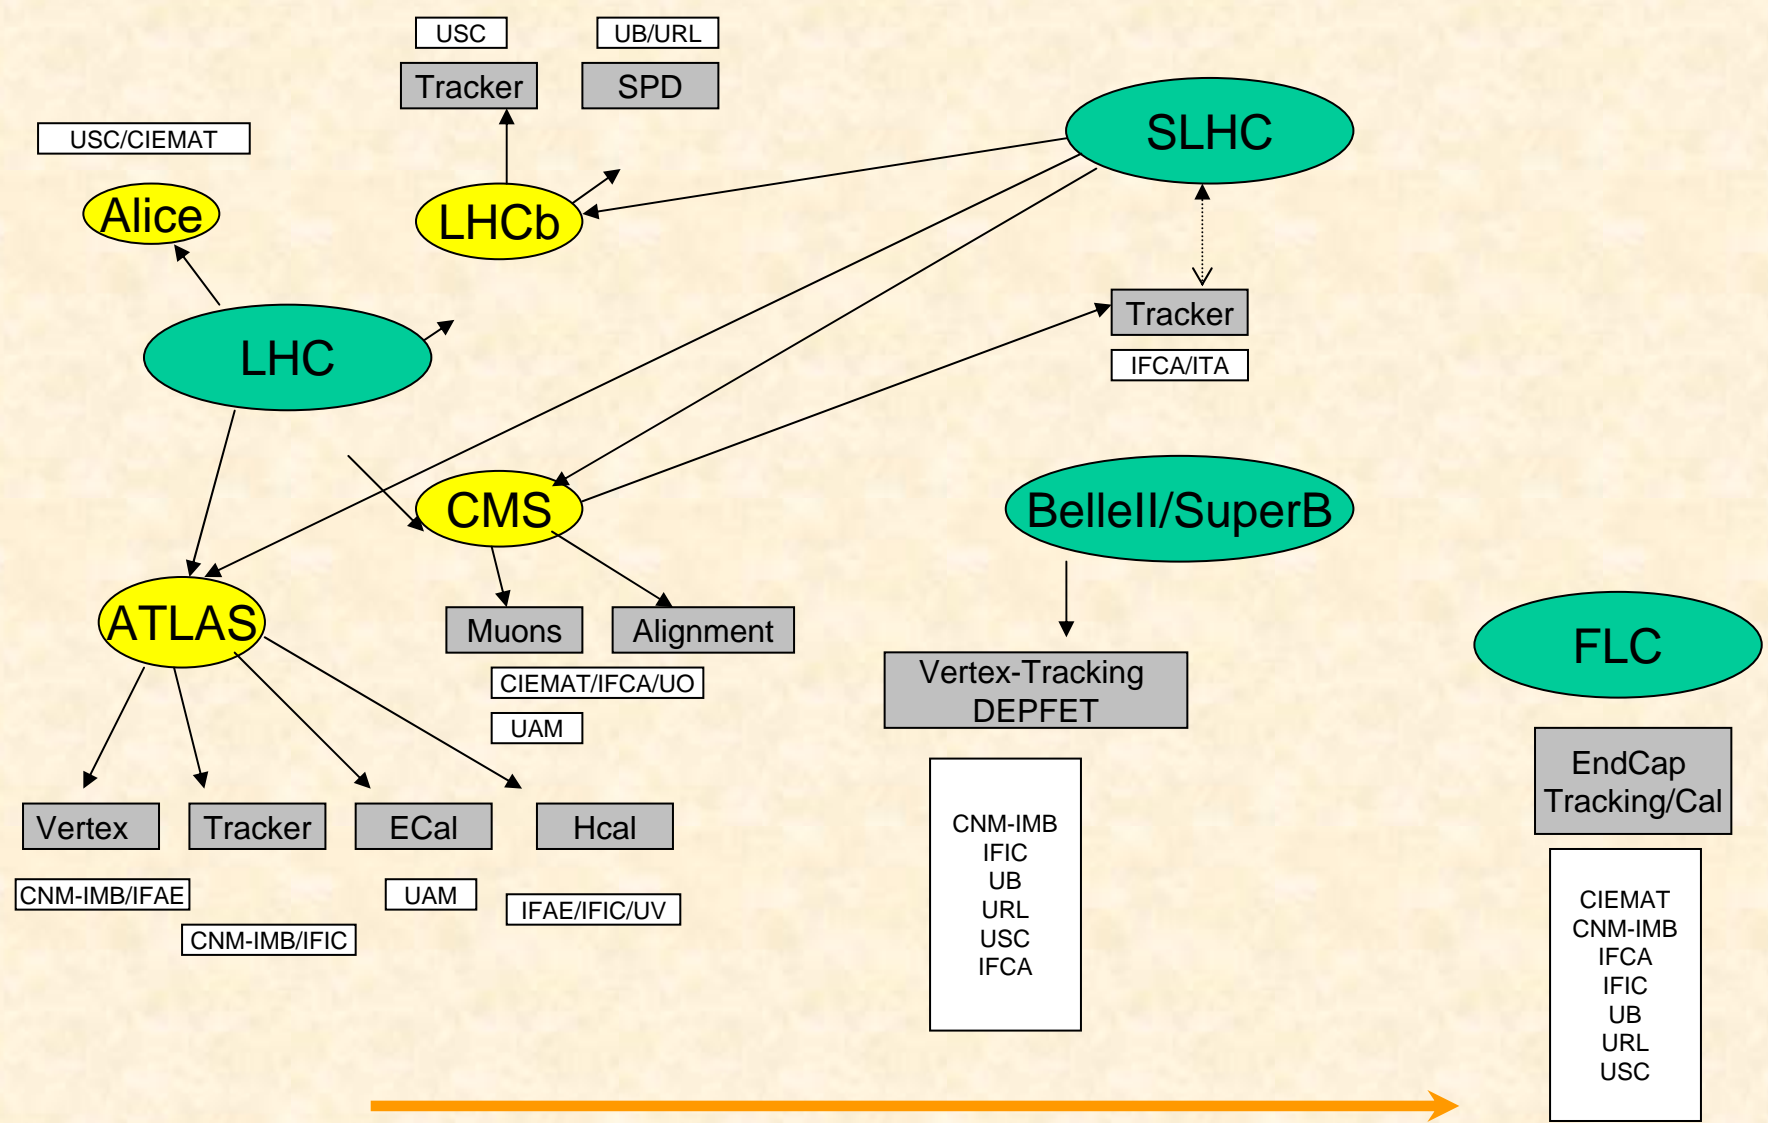 USC
UB/URL
Tracker
SPD
SLHC
USC/CIEMAT
Alice
LHCb
Tracker
LHC
IFCA/ITA
CMS
BelleII/SuperB
ATLAS
Muons
Alignment
FLC
CIEMAT/IFCA/UO
Vertex-Tracking
DEPFET
UAM
EndCap
Tracking/Cal
Vertex
Tracker
ECal
Hcal
CNM-IMB/IFAE
UAM
IFAE/IFIC/UV
CNM-IMB/IFIC
CNM-IMB
IFIC
UB
URL
USC
IFCA
CIEMAT
CNM-IMB
IFCA
IFIC
UB
URL
USC